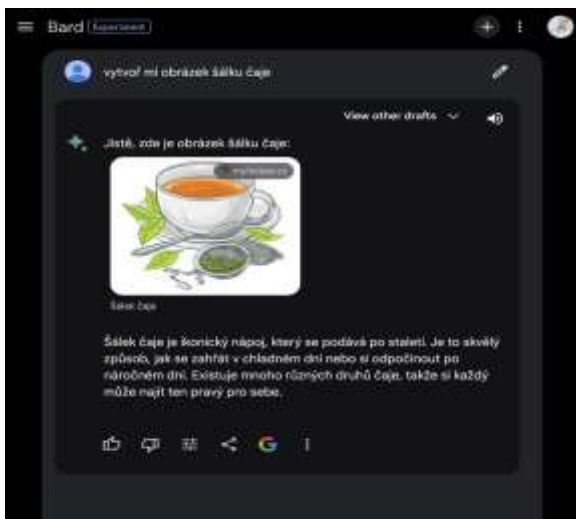 Bard Experiment
vytvoř mi obrázek šálku čaje
View other drafts
Jistě, zde je obrázek šálku čaje:
Šálek čaje
Šálek čaje je ikonický nápoj, který se podává po staletí. Je to skvělý
způsob, jak se zahřát v chladném dni nebo si odpočinout po
náročném dni. Existuje mnoho různých druhů čaje, takže si každý
může najít ten pravý pro sebe.